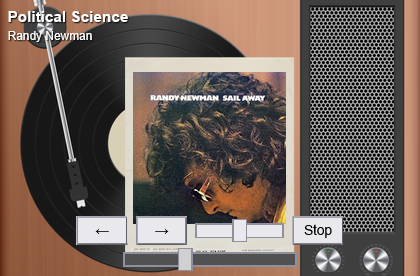 Political Science
Randy Newman
RANDY NEWMAN SAIL AWAY
← →
Stop